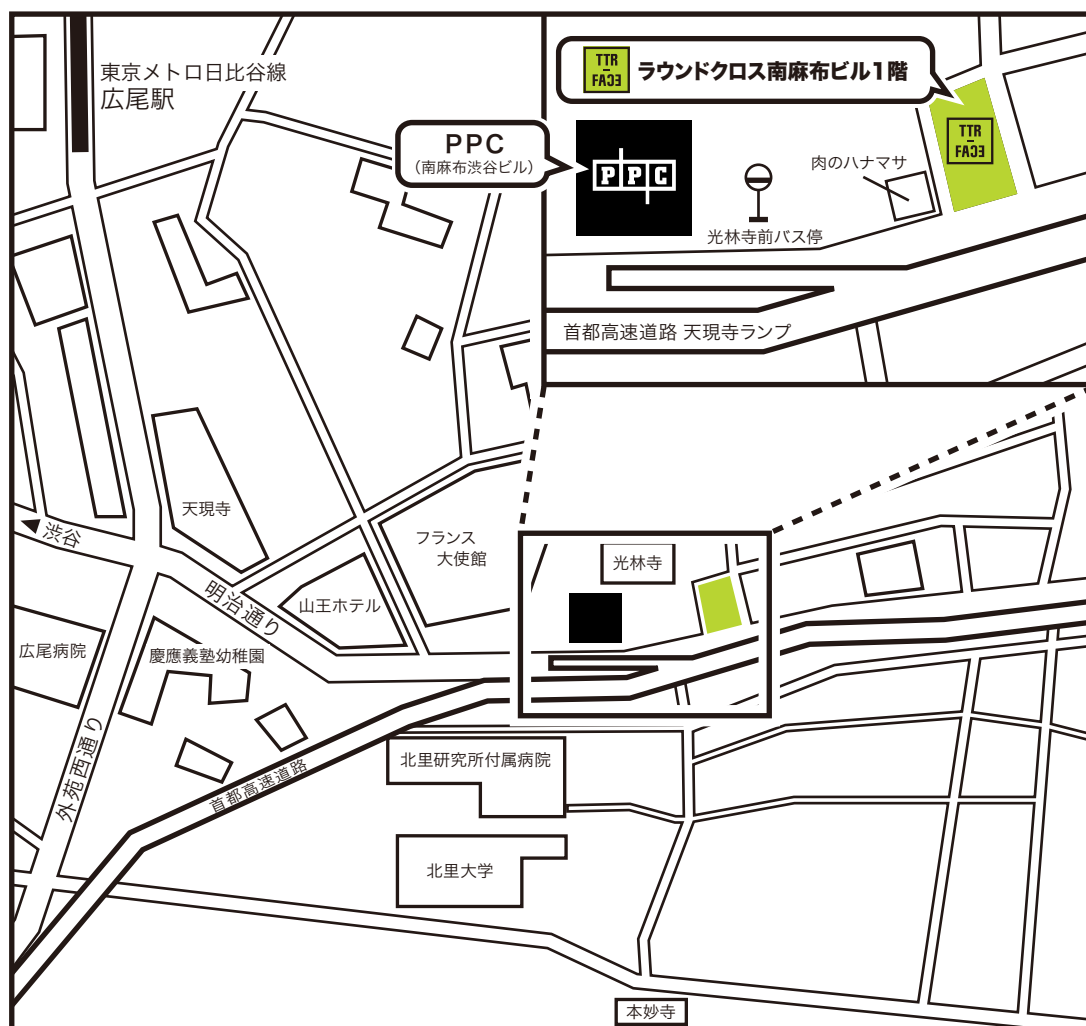 東京メトロ日比谷線
広尾駅
TTR
FACE
ラウンドクロス南麻布ビル1階
PPC
(南麻布渋谷ビル)
PPC
TTR
FACE
肉のハナマサ
光林寺前バス停
首都高速道路 天現寺ランプ
天現寺
渋谷
フランス
大使館
光林寺
明治通り
山王ホテル
広尾病院
慶應義塾幼稚園
外苑西通り
首都高速道路
北里研究所付属病院
北里大学
本妙寺